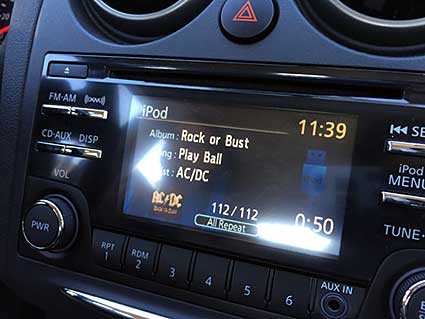 20
FM·AM
CD·AUX DISP
VOL
PWR
iPod
11:39
Album : Rock or Bust
Play Ball
AC/DC
AC DC
112/112
0:50
All Repeat
RPT 1
RDM 2
3
4
5
6
AUX IN
iPod
MENU
TUNE